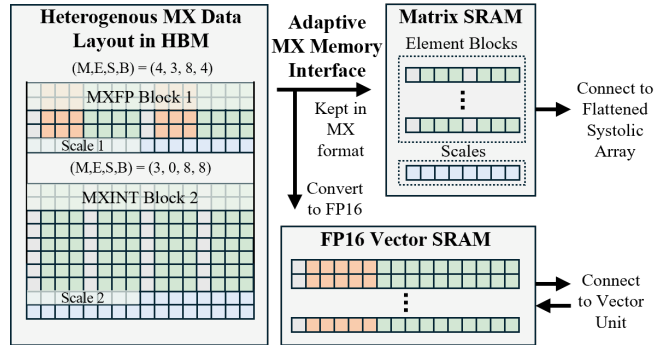 Heterogenous MX Data
Layout in HBM
(M,E,S,B) = (4, 3, 8, 4)
MXFP Block 1
Scale 1
(M,E,S,B) = (3, 0, 8, 8)
MXINT Block 2
Scale 2
Adaptive
MX Memory
Interface
Kept in
MX
format
Convert
to FP16
Matrix SRAM
Element Blocks
Scales
Connect to
Flattened
Systolic
Array
FP16 Vector SRAM
Connect
to Vector
Unit